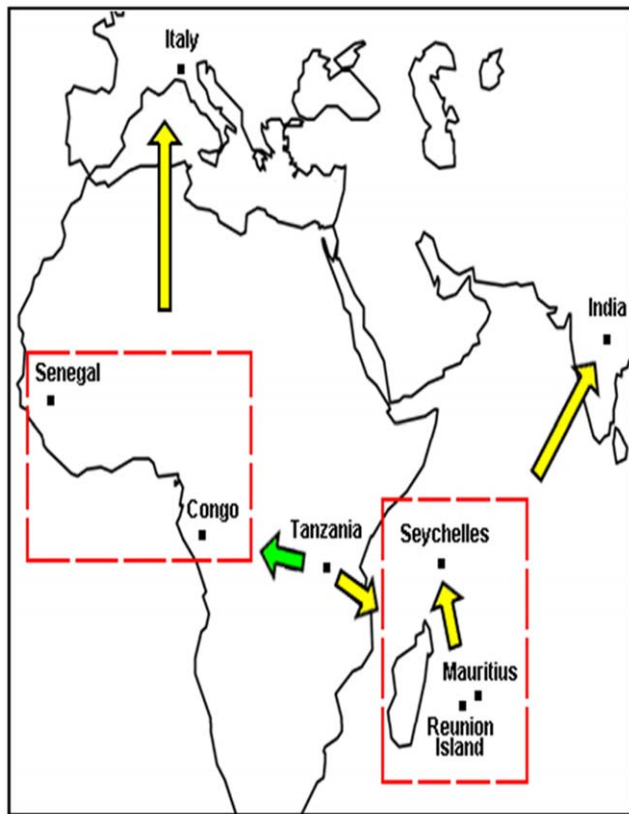 Italy
India
Senegal
Congo
Tanzania
Seychelles
Mauritius
Reunion
Island